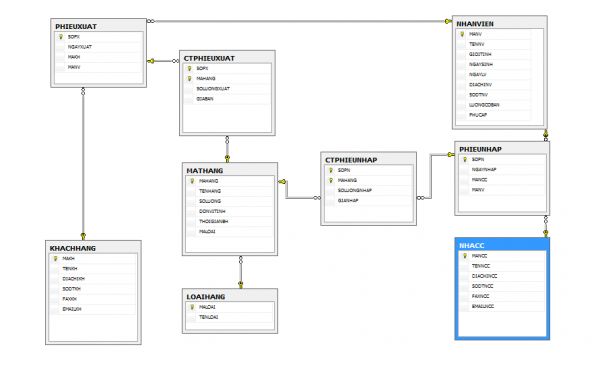 PHIEUXUAT
SOPX
NGAYXUAT
MAKH
MANV
CTPHIEUXUAT
SOPX
MAHANG
SOLUONGXUAT
GIABAN
NHANVIEN
MANV
TENNV
GIOITINH
NGAYSINH
NGAYLV
DIACHINV
SODTNV
LUONGCOBAN
PHUCAP
MATHANG
MAHANG
TENHANG
SOLUONG
DONVITINH
THOIGIANBH
MALOAI
CTPHIEUNHAP
SOPN
MAHANG
SOLUONGNHAP
GIANHAP
PHIEUNHAP
SOPN
NGAYNHAP
MANCC
MANV
KHACHHANG
MAKH
TENKH
DIACHIKH
SODTKH
FAXKH
EMAILKH
LOAIHANG
MALOAI
TENLOAI
NHACC
MANCC
TENNCC
DIACHINCC
SODTNCC
FAXNCC
EMAILNCC